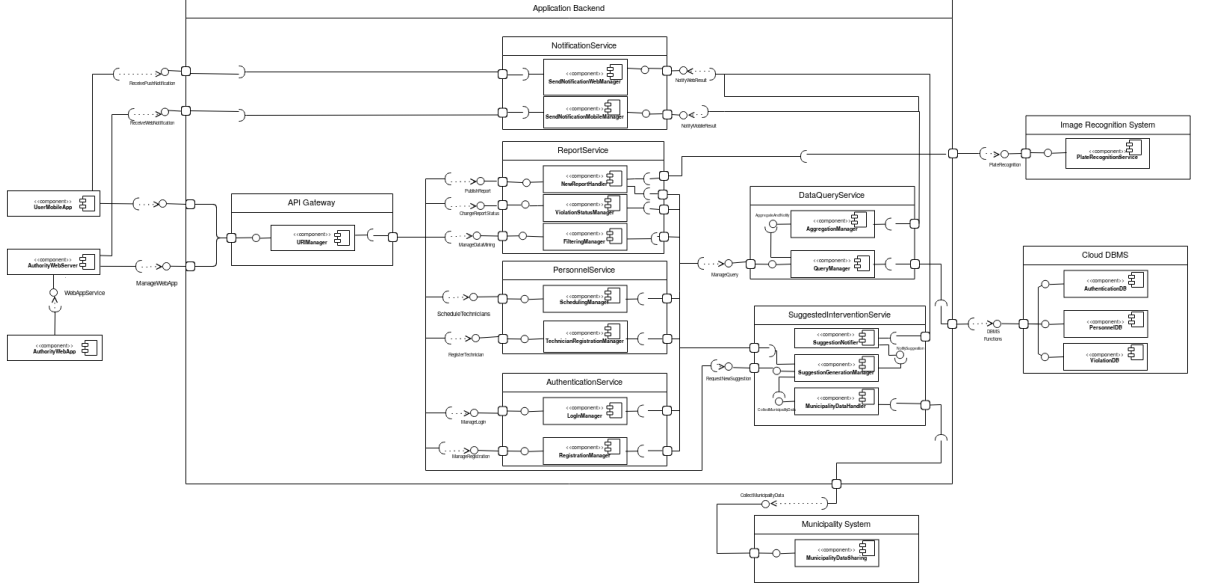 Application Backend
NotificationService
<<component>>
SendNotificationWebManager
<<component>>
SendNotificationMobileManager
ReceivePushNotification
ReceiveWebNotification
NotifyWebResult
NotifyMobileResult
Image Recognition System
<<component>>
PlateRecognitionService
PlateRecognition
ReportService
<<component>>
NewReportHandler
<<component>>
ViolationStatusManager
<<component>>
FilteringManager
PublishReport
ChangeReportStatus
ManageDataMining
<<component>>
UserMobileApp
<<component>>
AuthorityWebServer
ManageWebApp
WebAppService
<<component>>
AuthorityWebApp
API Gateway
<<component>>
URIManager
DataQueryService
<<component>>
AggregationManager
<<component>>
QueryManager
ManageQuery
Cloud DBMS
<<component>>
AuthenticationDB
<<component>>
PersonnelDB
<<component>>
ViolationDB
DBMS
Functions
PersonnelService
<<component>>
SchedulingManager
<<component>>
TechnicianRegistrationManager
ScheduleTechnicians
RegisterTechnician
SuggestedInterventionServie
<<component>>
SuggestionNotifier
<<component>>
SuggestionGenerationManager
<<component>>
MunicipalityDataHandler
RequestNewSuggestion
CollectMunicipalityData
AuthenticationService
<<component>>
LogInManager
<<component>>
RegistrationManager
ManageLogin
ManageRegistration
CollectMunicipalityData
Municipality System
<<component>>
MunicipalityDataSharing